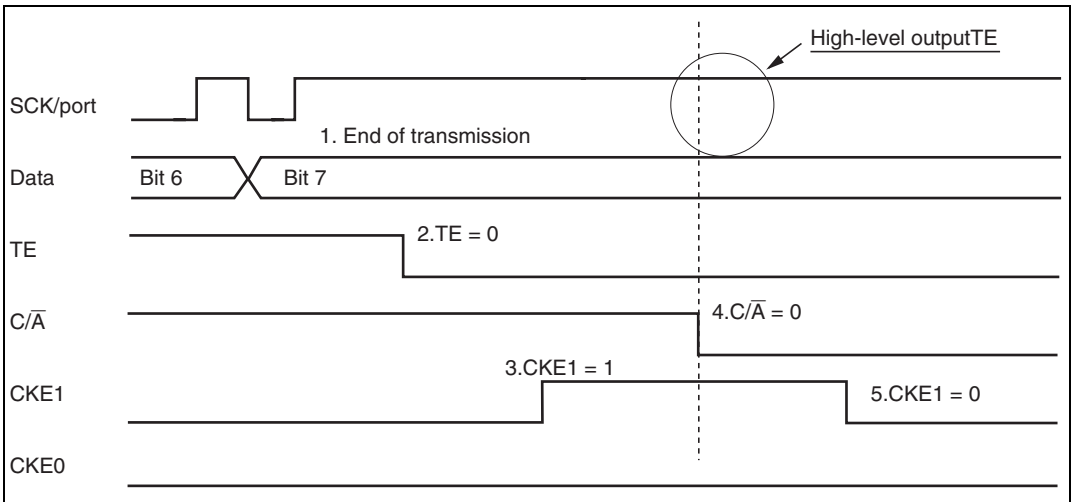 High-level outputTE
SCK/port
1. End of transmission
Data
Bit 6
Bit 7
TE
2.TE = 0
C/A̅
4.C/A̅ = 0
3.CKE1 = 1
CKE1
5.CKE1 = 0
CKE0